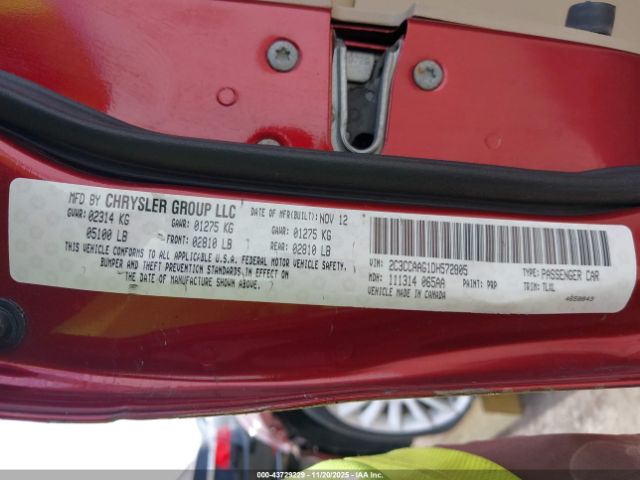 MFD BY CHRYSLER GROUP LLC
DATE OF MFR(BUILT): NOV 12
GVWR: 02314 KG
GAWR: 01275 KG
GAWR: 01275 KG
05100 LB
FRONT: 02810 LB
REAR: 02810 LB
THIS VEHICLE CONFORMS TO ALL APPLICABLE U.S.A. FEDERAL MOTOR VEHICLE SAFETY,
BUMPER AND THEFT PREVENTION STANDARDS IN EFFECT ON
THE DATE OF MANUFACTURE SHOWN ABOVE.
VIN: 2C3CCAAG1DH572805
TYPE: PASSENGER CAR
MDH: 111314 065AA
PAINT: PRP
TRIM: TLXL
VEHICLE MADE IN CANADA
000-43729229 - 11/20/2025 - IAA Inc.